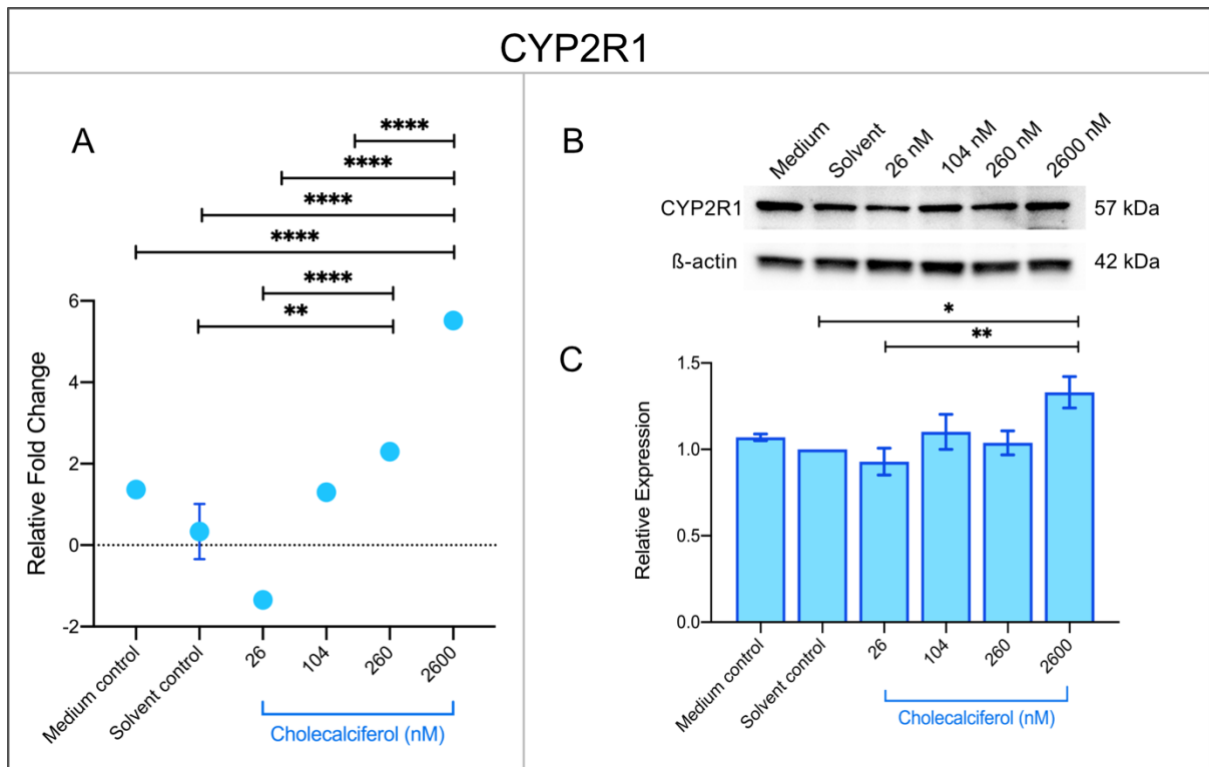 CYP2R1
A
****
****
****
****
****
**
Relative Fold Change
6
4
2
0
-2
Medium control
Solvent control
26
104
260
2600
Cholecalciferol (nM)
B
Medium
Solvent
26 nM
104 nM
260 nM
2600 nM
CYP2R1 57 kDa
ß-actin 42 kDa
C
*
**
Relative Expression
1.5
1.0
0.5
0.0
Medium control
Solvent control
26
104
260
2600
Cholecalciferol (nM)